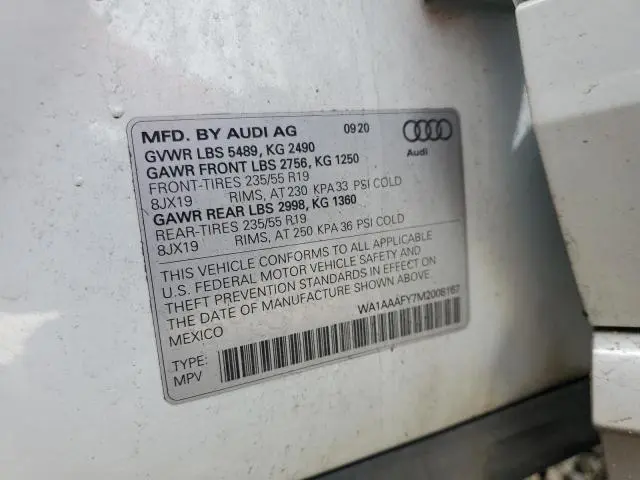 MFD. BY AUDI AG 09 20
Audi
GVWR LBS 5489, KG 2490
GAWR FRONT LBS 2756, KG 1250
FRONT-TIRES 235/55 R19
8JX19 RIMS, AT 230 KPA 33 PSI COLD
GAWR REAR LBS 2998, KG 1360
REAR-TIRES 235/55 R19
8JX19 RIMS, AT 250 KPA 36 PSI COLD
THIS VEHICLE CONFORMS TO ALL APPLICABLE
U.S. FEDERAL MOTOR VEHICLE SAFETY AND
THEFT PREVENTION STANDARDS IN EFFECT ON
THE DATE OF MANUFACTURE SHOWN ABOVE.
MEXICO
WA1AAAFY7M2008167
TYPE:
MPV